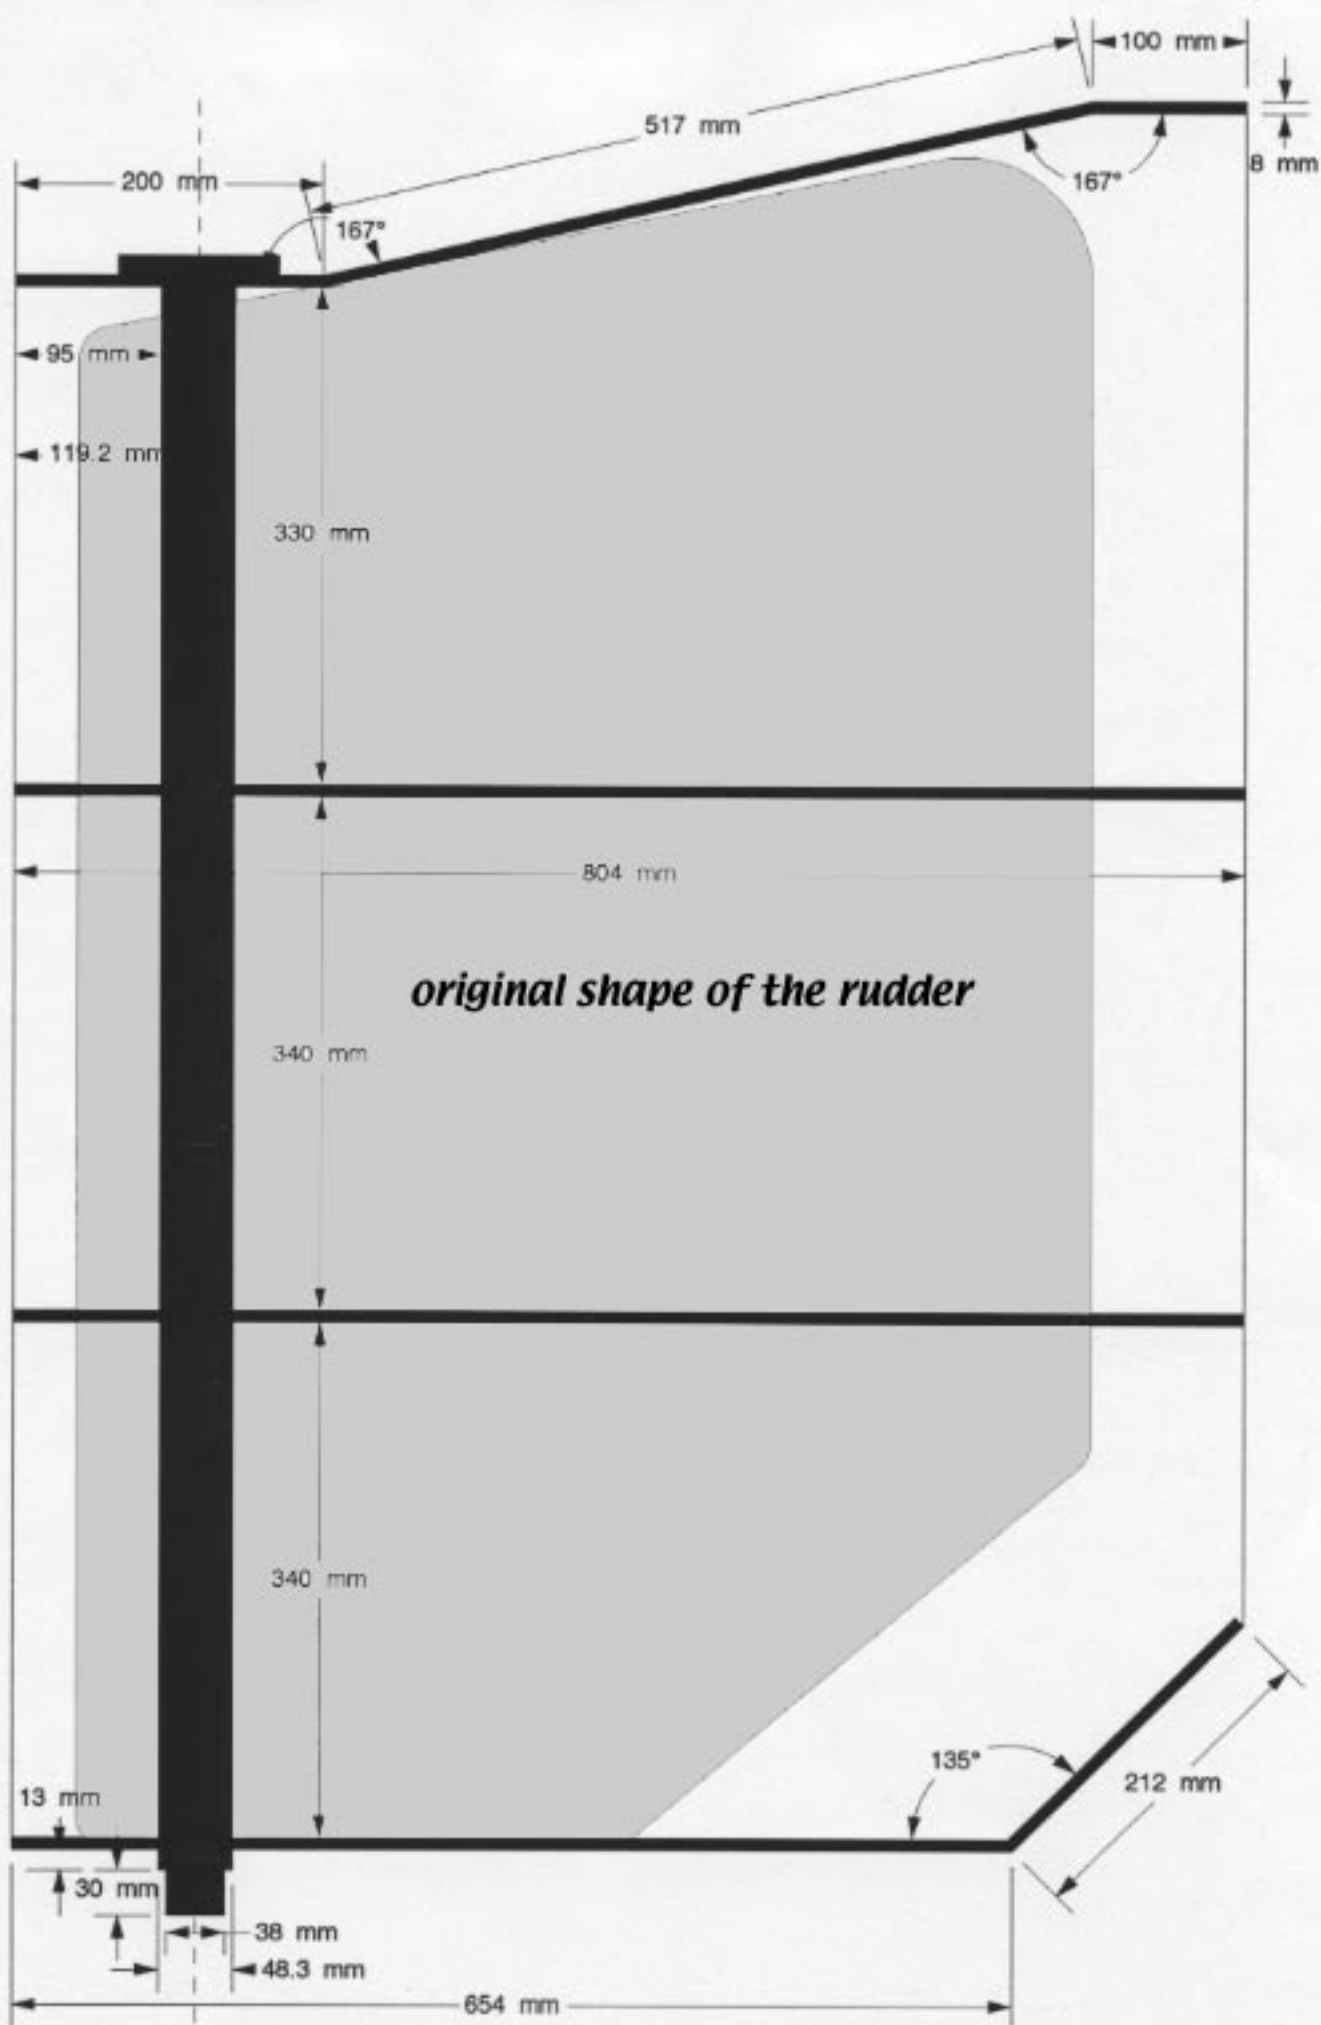 100 mm
517 mm
8 mm
167°
200 mm
167°
95 mm
119.2 mm
330 mm
804 mm
original shape of the rudder
340 mm
340 mm
135°
212 mm
13 mm
30 mm
38 mm
48.3 mm
654 mm